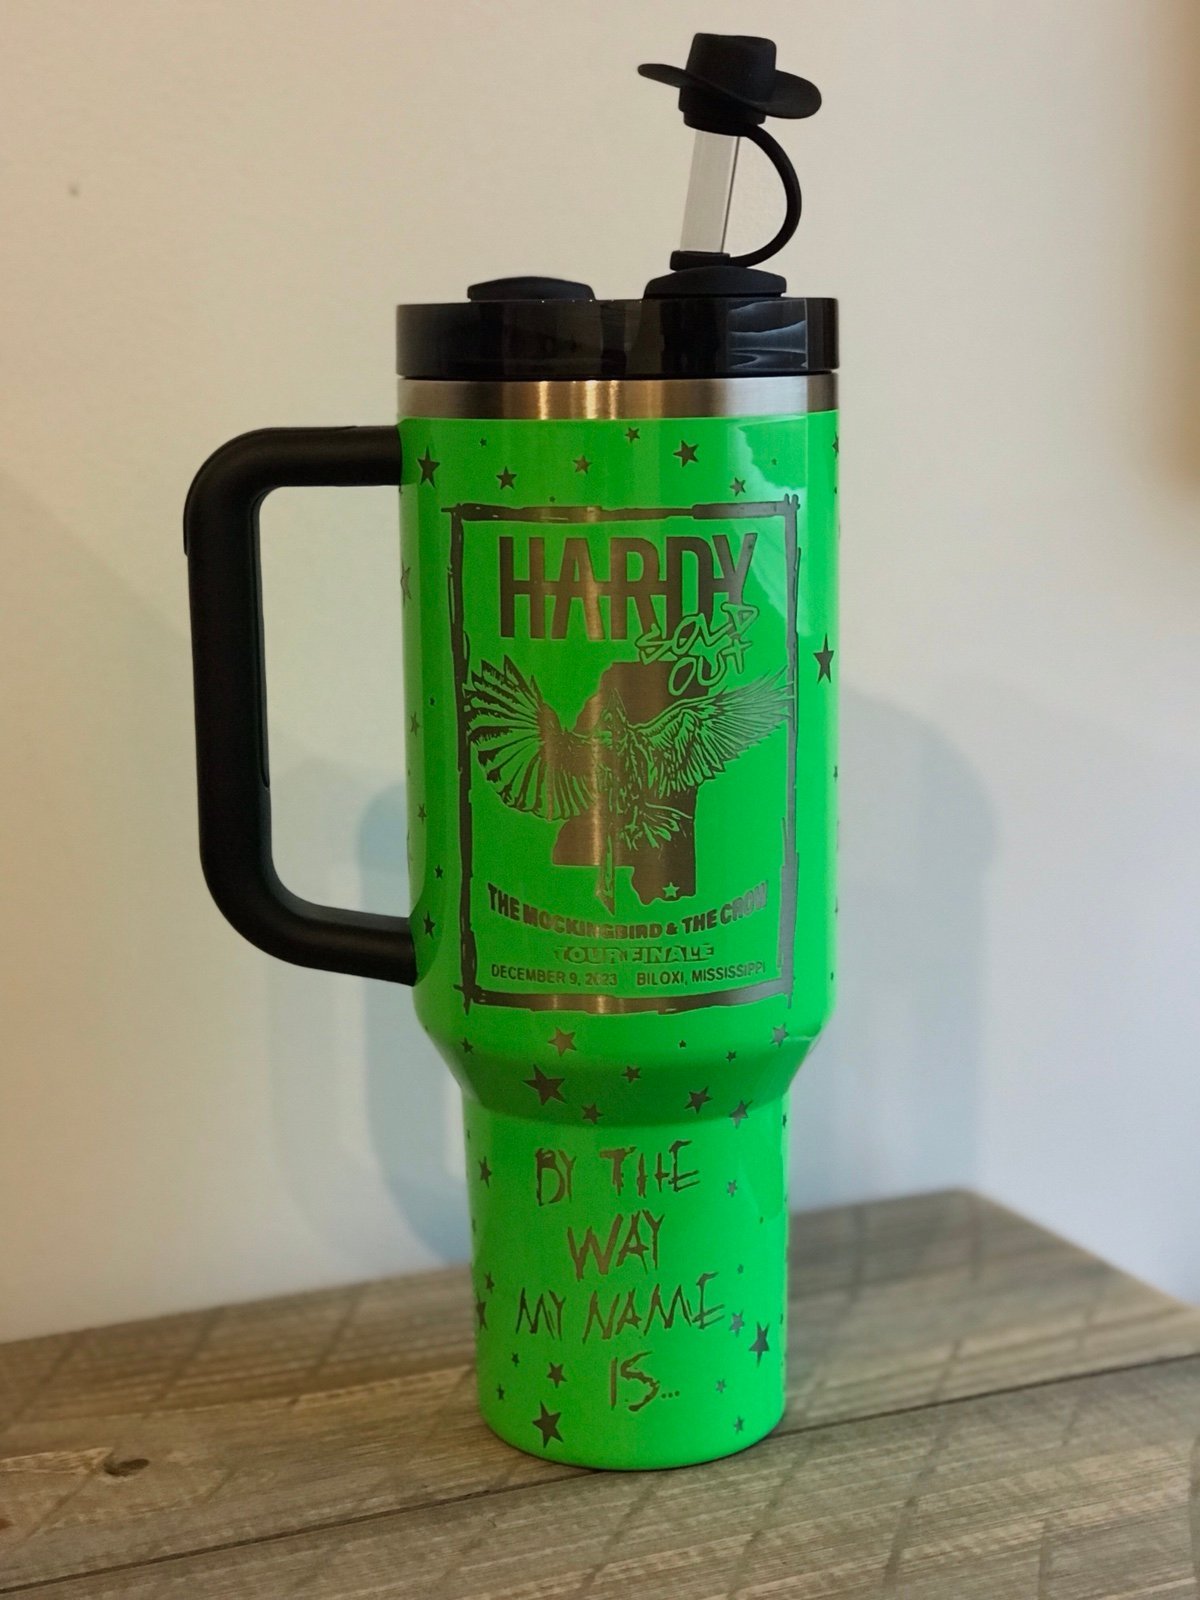 HARDY
SOLD
OUT
THE MOCKINGBIRD & THE CROW
TOUR FINALE
DECEMBER 9, 2023 BILOXI, MISSISSIPPI
BY THE
WAY
MY NAME
IS...